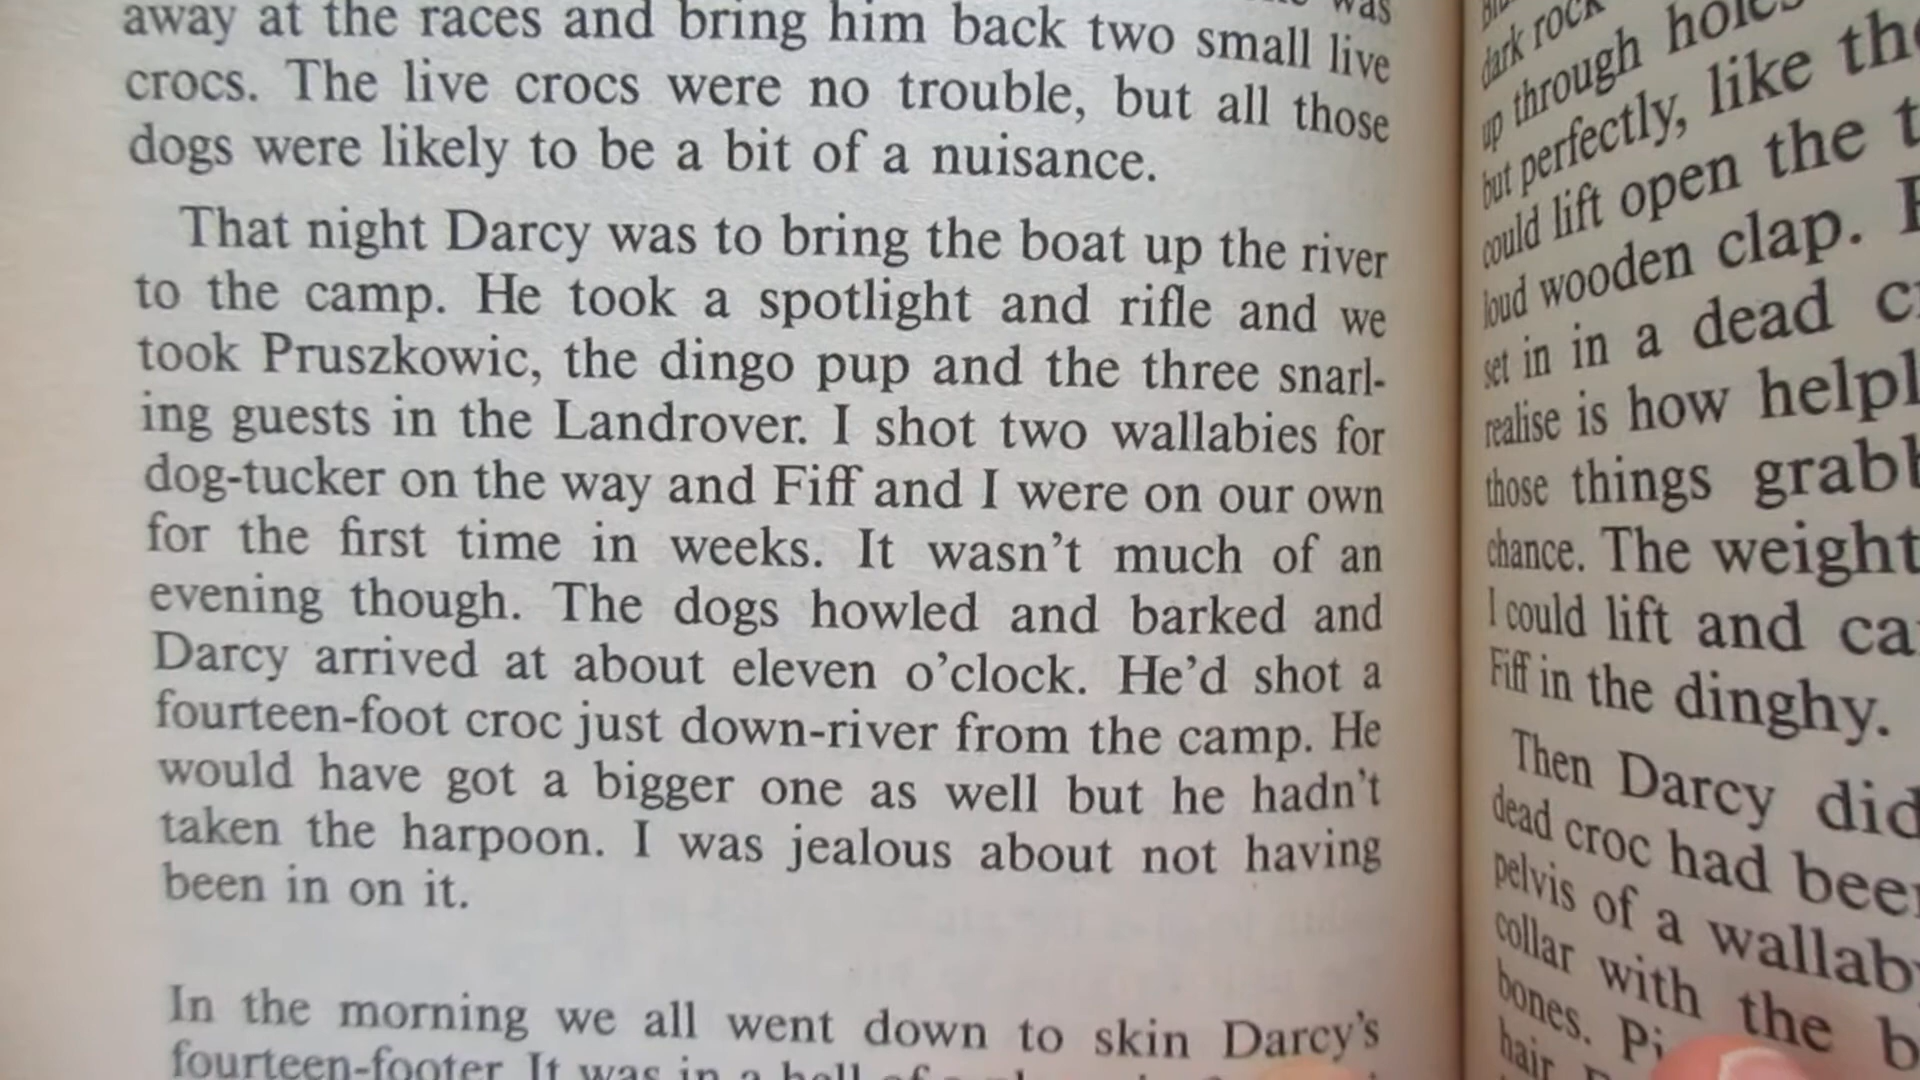 was
away at the races and bring him back two small live
crocs. The live crocs were no trouble, but all those
dogs were likely to be a bit of a nuisance.
That night Darcy was to bring the boat up the river
to the camp. He took a spotlight and rifle and we
took Pruszkowic, the dingo pup and the three snarl-
ing guests in the Landrover. I shot two wallabies for
dog-tucker on the way and Fiff and I were on our own
for the first time in weeks. It wasn't much of an
evening though. The dogs howled and barked and
Darcy arrived at about eleven o'clock. He'd shot a
fourteen-foot croc just down-river from the camp. He
would have got a bigger one as well but he hadn't
taken the harpoon. I was jealous about not having
been in on it.
In the morning we all went down to skin Darcy's
fourteen-footer. It was in a hell of a
dark rock
up through holes
but perfectly, like the
could lift open the
loud wooden clap.
set in in a dead
realise is how
those things
chance. The weight
I could lift and
Fiff in the dinghy.
Then Darcy did
dead croc had been
pelvis of a
collar with the
bones.
hair